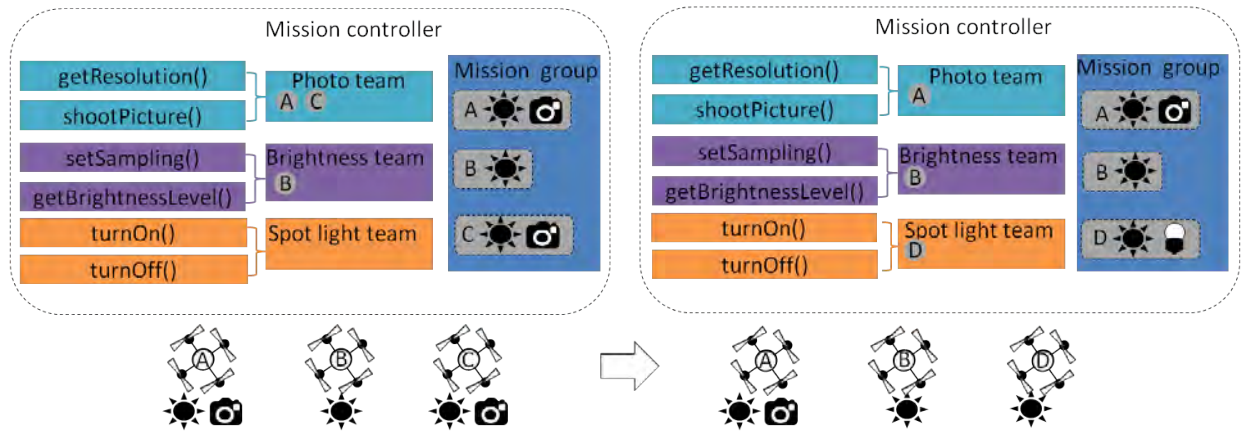 Mission controller
getResolution()
shootPicture()
Photo team
A C
setSampling()
getBrightnessLevel()
Brightness team
B
turnOn()
turnOff()
Spot light team
Mission group
A
B
C
A
B
C
Mission controller
getResolution()
shootPicture()
Photo team
A
setSampling()
getBrightnessLevel()
Brightness team
B
turnOn()
turnOff()
Spot light team
D
Mission group
A
B
D
A
B
D